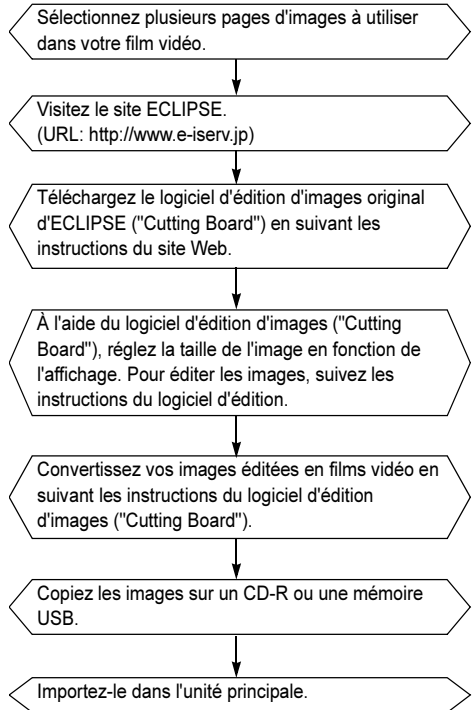 Sélectionnez plusieurs pages d'images à utiliser
dans votre film vidéo.
Visitez le site ECLIPSE.
(URL: http://www.e-iserv.jp)
Téléchargez le logiciel d'édition d'images original
d'ECLIPSE ("Cutting Board") en suivant les
instructions du site Web.
À l'aide du logiciel d'édition d'images ("Cutting
Board"), réglez la taille de l'image en fonction de
l'affichage. Pour éditer les images, suivez les
instructions du logiciel d'édition.
Convertissez vos images éditées en films vidéo en
suivant les instructions du logiciel d'édition
d'images ("Cutting Board").
Copiez les images sur un CD-R ou une mémoire
USB.
Importez-le dans l'unité principale.